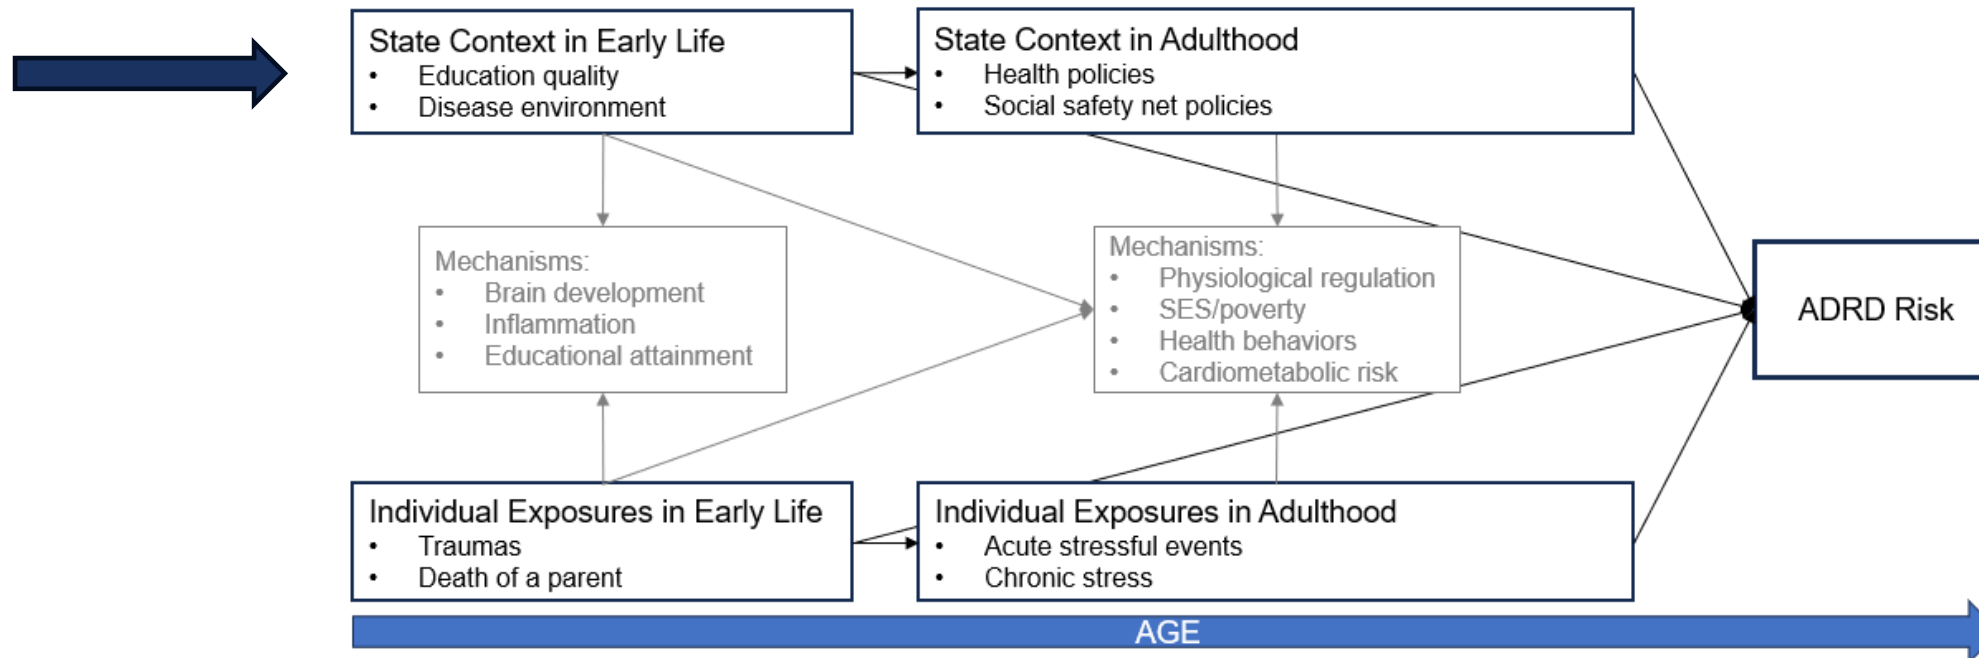 State Context in Early Life
• Education quality
• Disease environment
State Context in Adulthood
• Health policies
• Social safety net policies
Mechanisms:
• Brain development
• Inflammation
• Educational attainment
Mechanisms:
• Physiological regulation
• SES/poverty
• Health behaviors
• Cardiometabolic risk
ADRD Risk
Individual Exposures in Early Life
• Traumas
• Death of a parent
Individual Exposures in Adulthood
• Acute stressful events
• Chronic stress
AGE